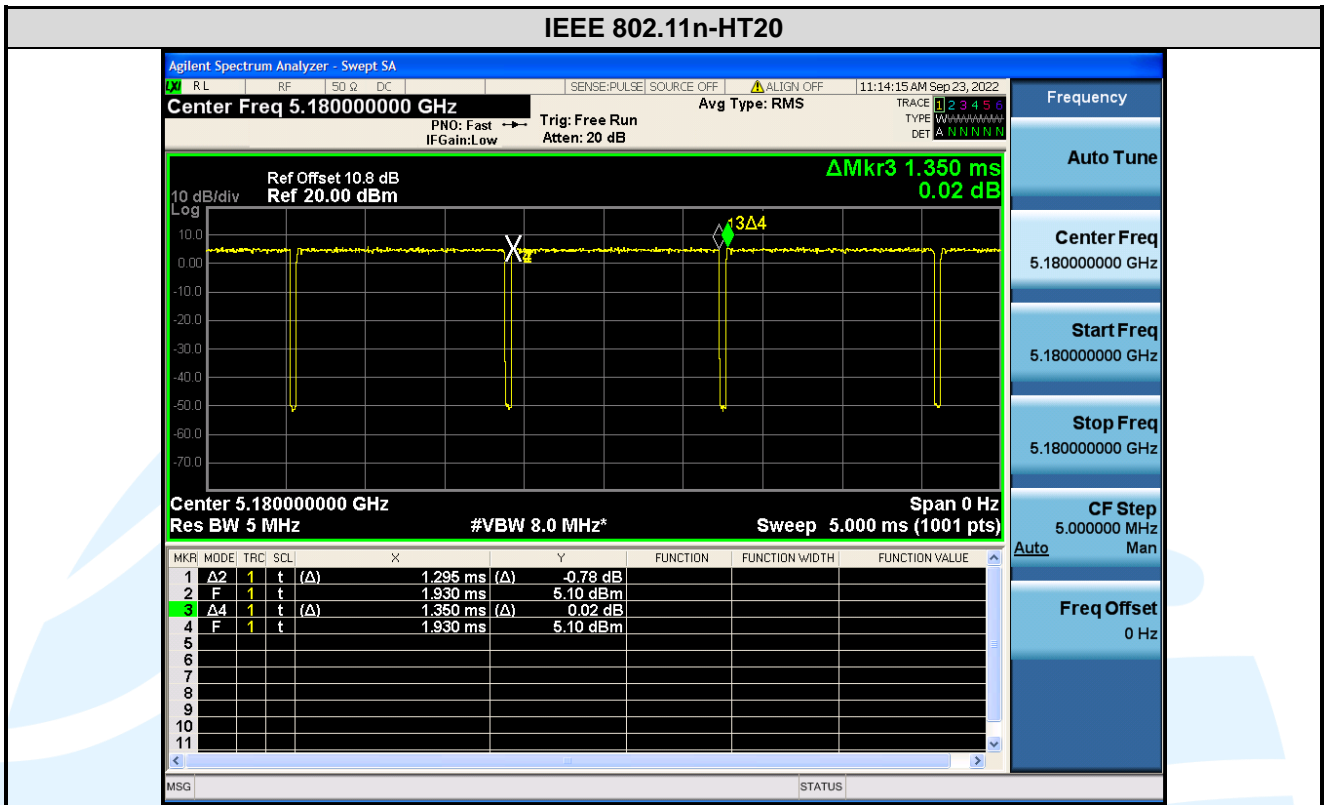 IEEE 802.11n-HT20
Agilent Spectrum Analyzer - Swept SA
LXI RL RF 50 Ω DC SENSE:PULSE SOURCE OFF ALIGN OFF 11:14:15 AM Sep 23, 2022
Center Freq 5.180000000 GHz
PNO: Fast
IFGain:Low
Trig: Free Run
Atten: 20 dB
Avg Type: RMS
TRACE 1 2 3 4 5 6
TYPE
DET A N N N N N
ΔMkr3 1.350 ms
0.02 dB
Ref Offset 10.8 dB
10 dB/div Ref 20.00 dBm
Log
10.0
0.00
-10.0
-20.0
-30.0
-40.0
-50.0
-60.0
-70.0
3Δ4
Center 5.180000000 GHz Span 0 Hz
Res BW 5 MHz #VBW 8.0 MHz* Sweep 5.000 ms (1001 pts)
MKR MODE TRC SCL X Y FUNCTION FUNCTION WIDTH FUNCTION VALUE
1 Δ2 1 t (Δ) 1.295 ms (Δ) -0.78 dB
2 F 1 t 1.930 ms 5.10 dBm
3 Δ4 1 t (Δ) 1.350 ms (Δ) 0.02 dB
4 F 1 t 1.930 ms 5.10 dBm
5
6
7
8
9
10
11
MSG STATUS
Frequency
Auto Tune
Center Freq
5.180000000 GHz
Start Freq
5.180000000 GHz
Stop Freq
5.180000000 GHz
CF Step
5.000000 MHz
Auto Man
Freq Offset
0 Hz